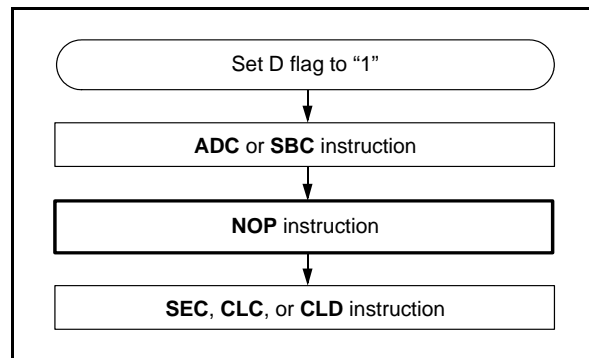 Set D flag to “1”
ADC or SBC instruction
NOP instruction
SEC, CLC, or CLD instruction